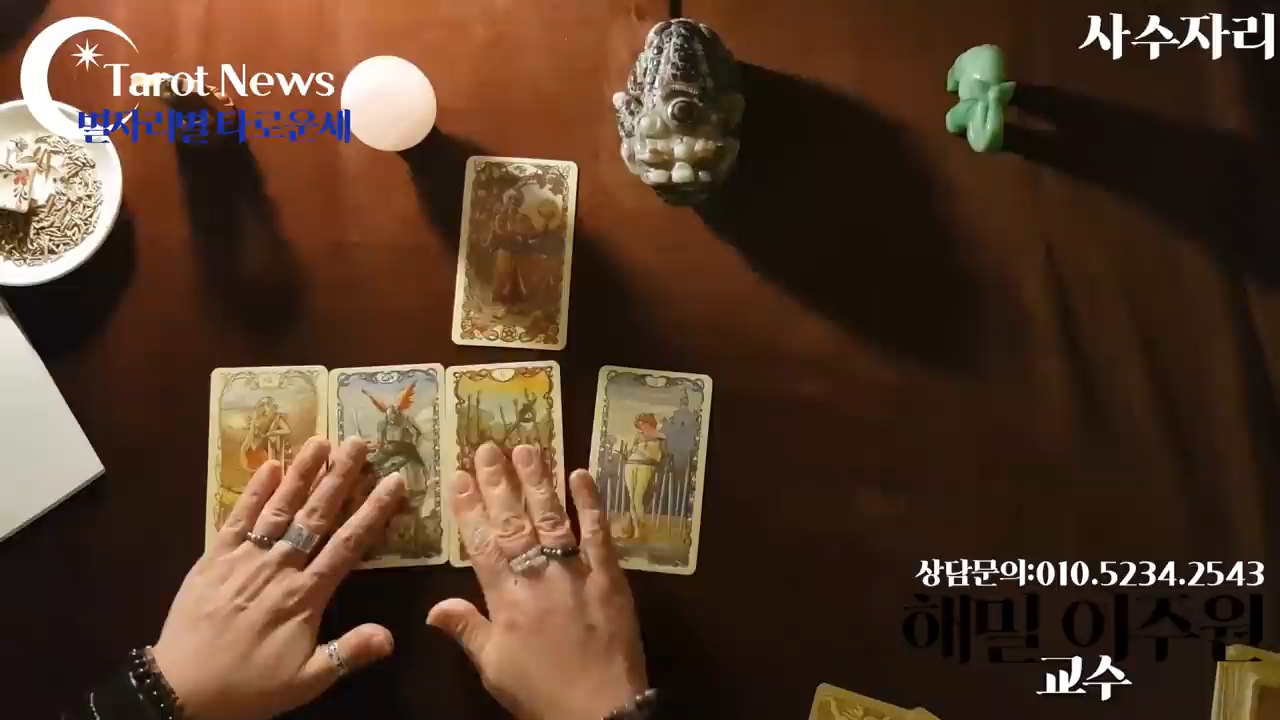 사수자리
Tarot News
별자리별 타로운세
상담문의:010.5234.2543
해밀 이주원
교수